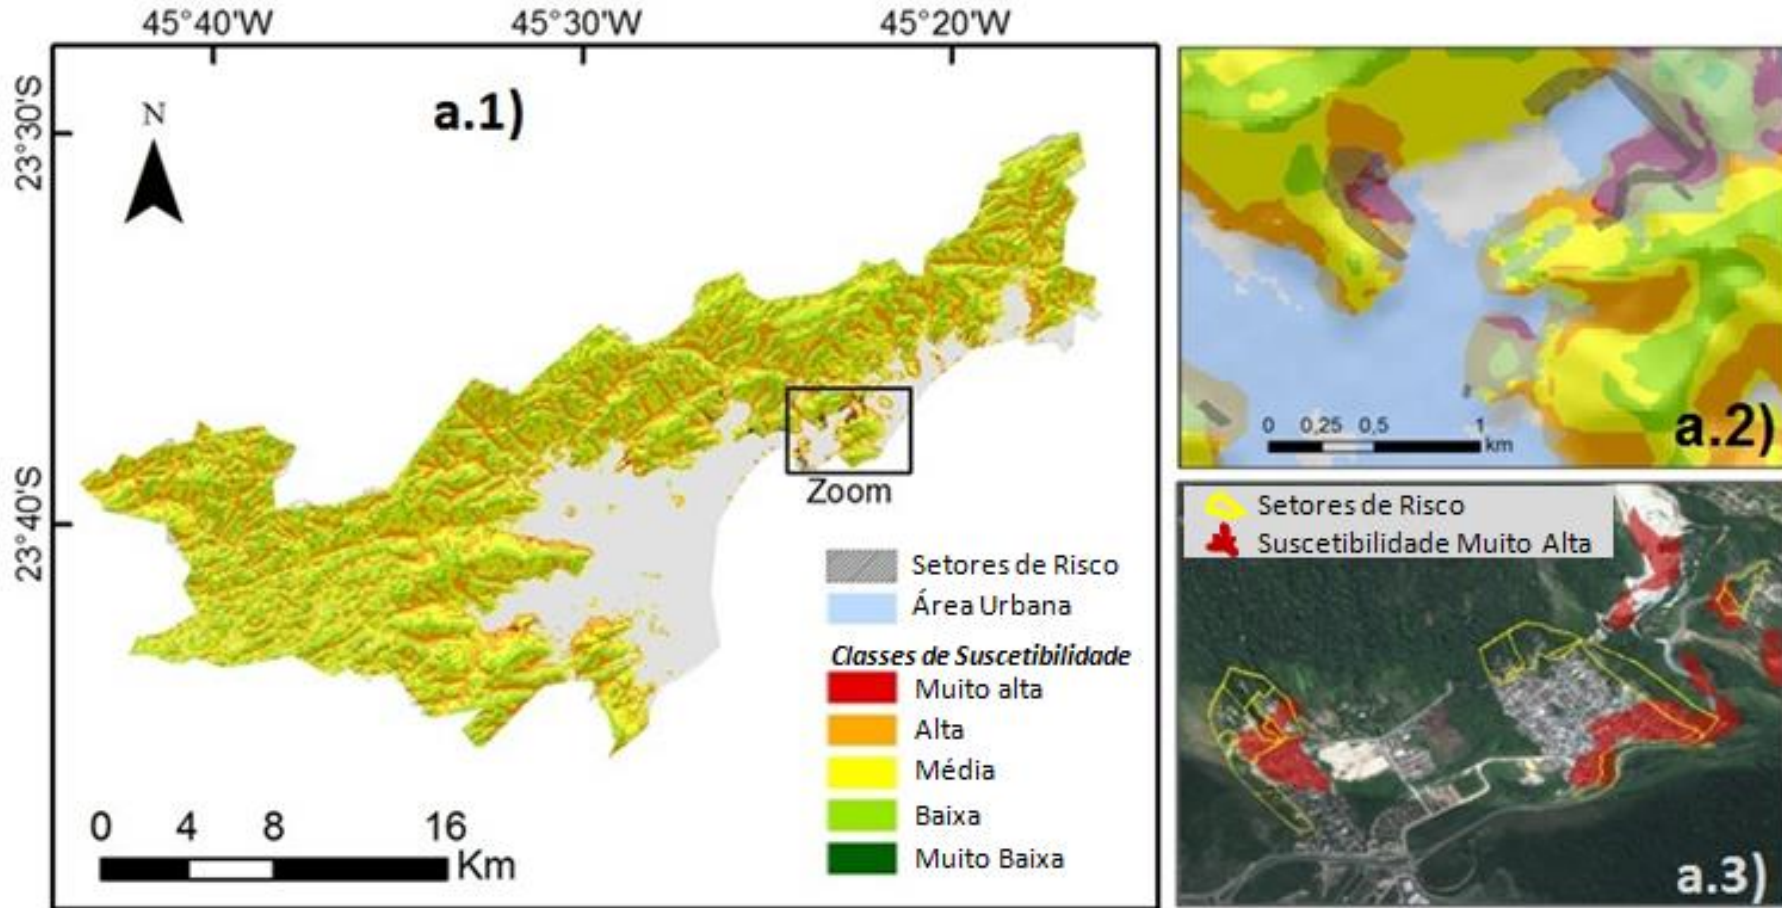 45°40'W 45°30'W 45°20'W
23°30'S
23°40'S
N
a.1)
Zoom
Setores de Risco
Área Urbana
Classes de Suscetibilidade
Muito alta
Alta
Média
Baixa
Muito Baixa
0 4 8 16
Km
0 0,25 0,5 1
km
a.2)
Setores de Risco
Suscetibilidade Muito Alta
a.3)